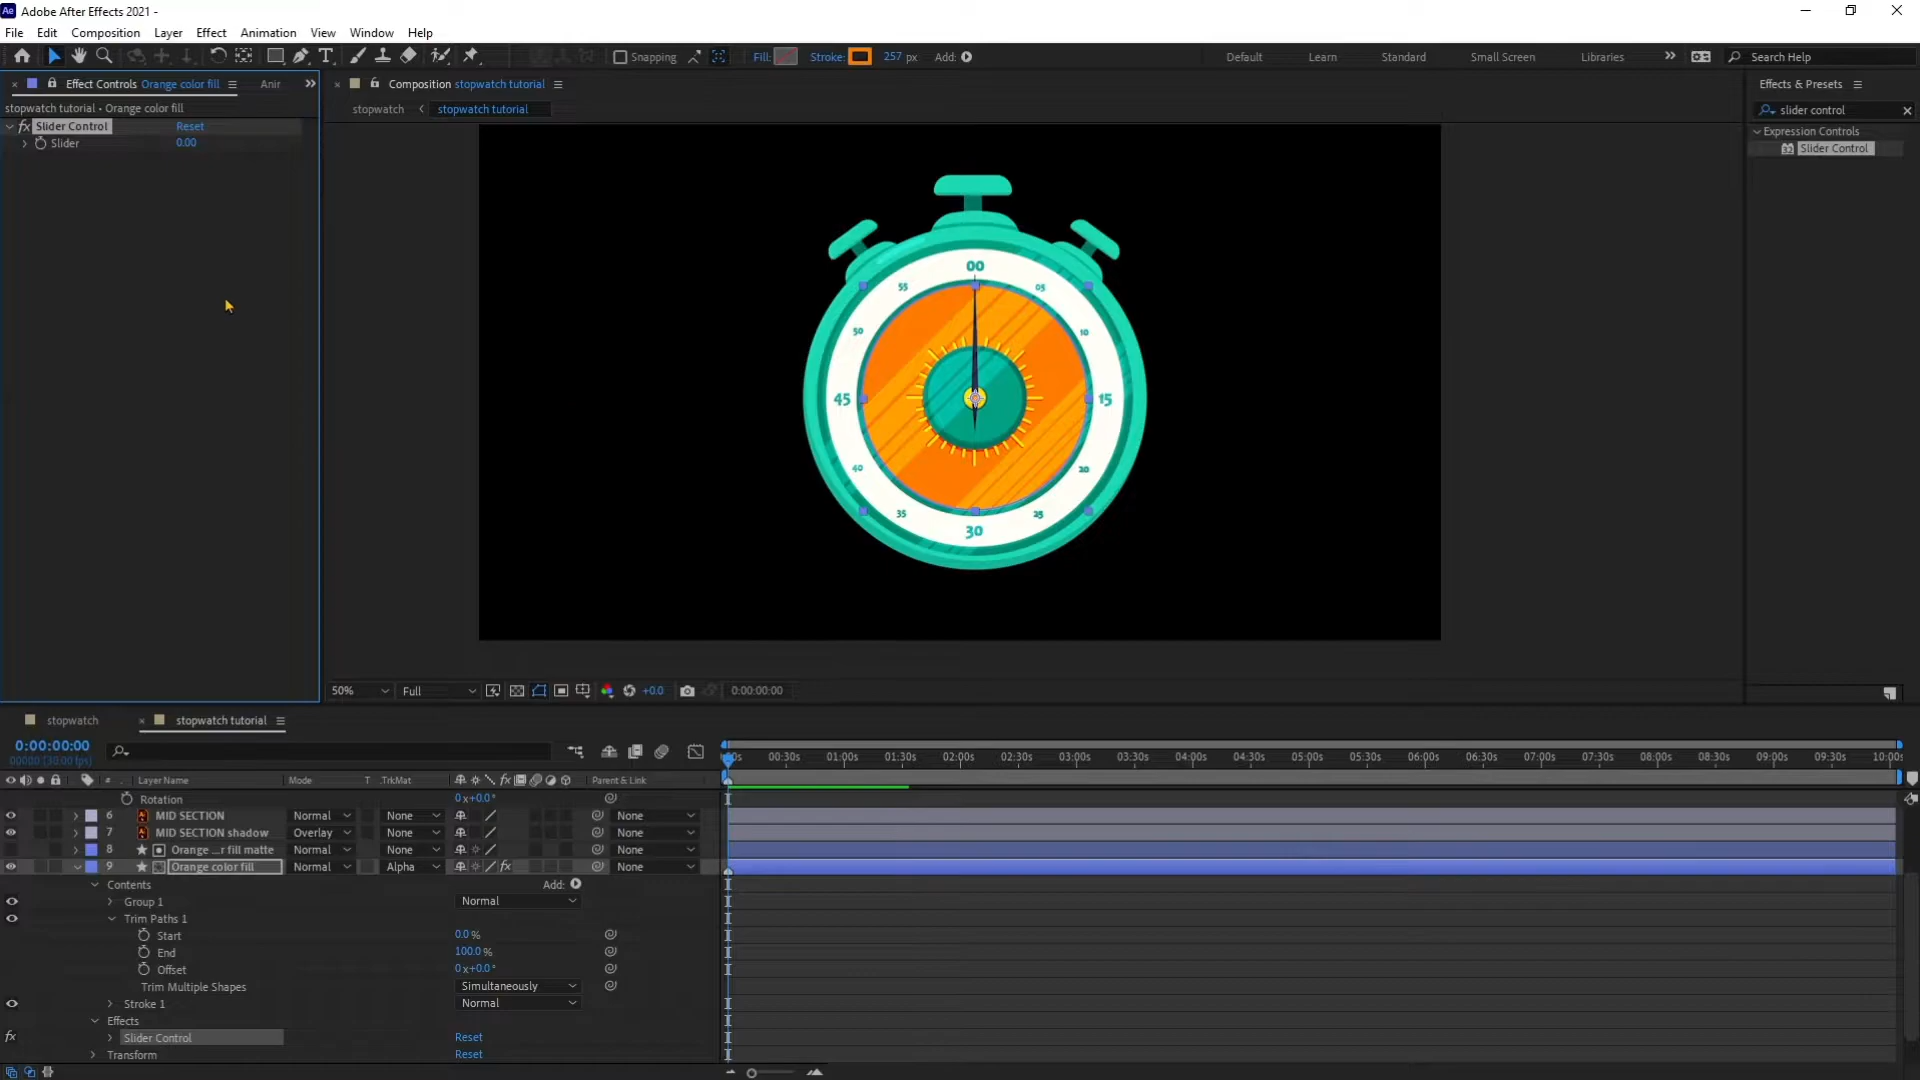 Ae Adobe After Effects 2021 -
File Edit Composition Layer Effect Animation View Window Help
Snapping Fill: Stroke: 257 px Add: Default Learn Standard Small Screen Libraries Search Help
Effect Controls Orange color fill Anir
Composition stopwatch tutorial
Effects & Presets
stopwatch tutorial • Orange color fill
stopwatch stopwatch tutorial
slider control
fx Slider Control Reset
Expression Controls
Slider 0.00
Slider Control
00
55 05
50 10
45 15
40 20
35 25
30
50% Full +0.0 0:00:00:00
stopwatch stopwatch tutorial
0:00:00:00
00000 (30.00 fps)
00:30s 01:00s 01:30s 02:00s 02:30s 03:00s 03:30s 04:00s 04:30s 05:00s 05:30s 06:00s 06:30s 07:00s 07:30s 08:00s 08:30s 09:00s 09:30s
# Layer Name Mode T .TrkMat fx Parent & Link
Rotation 0x+0.0°
6 MID SECTION Normal None None
7 MID SECTION shadow Overlay None None
8 Orange ...r fill matte Normal None None
9 Orange color fill Normal Alpha fx None
Contents Add:
Group 1 Normal
Trim Paths 1
Start 0.0%
End 100.0%
Offset 0x+0.0°
Trim Multiple Shapes Simultaneously
Stroke 1 Normal
Effects
fx Slider Control Reset
Transform Reset